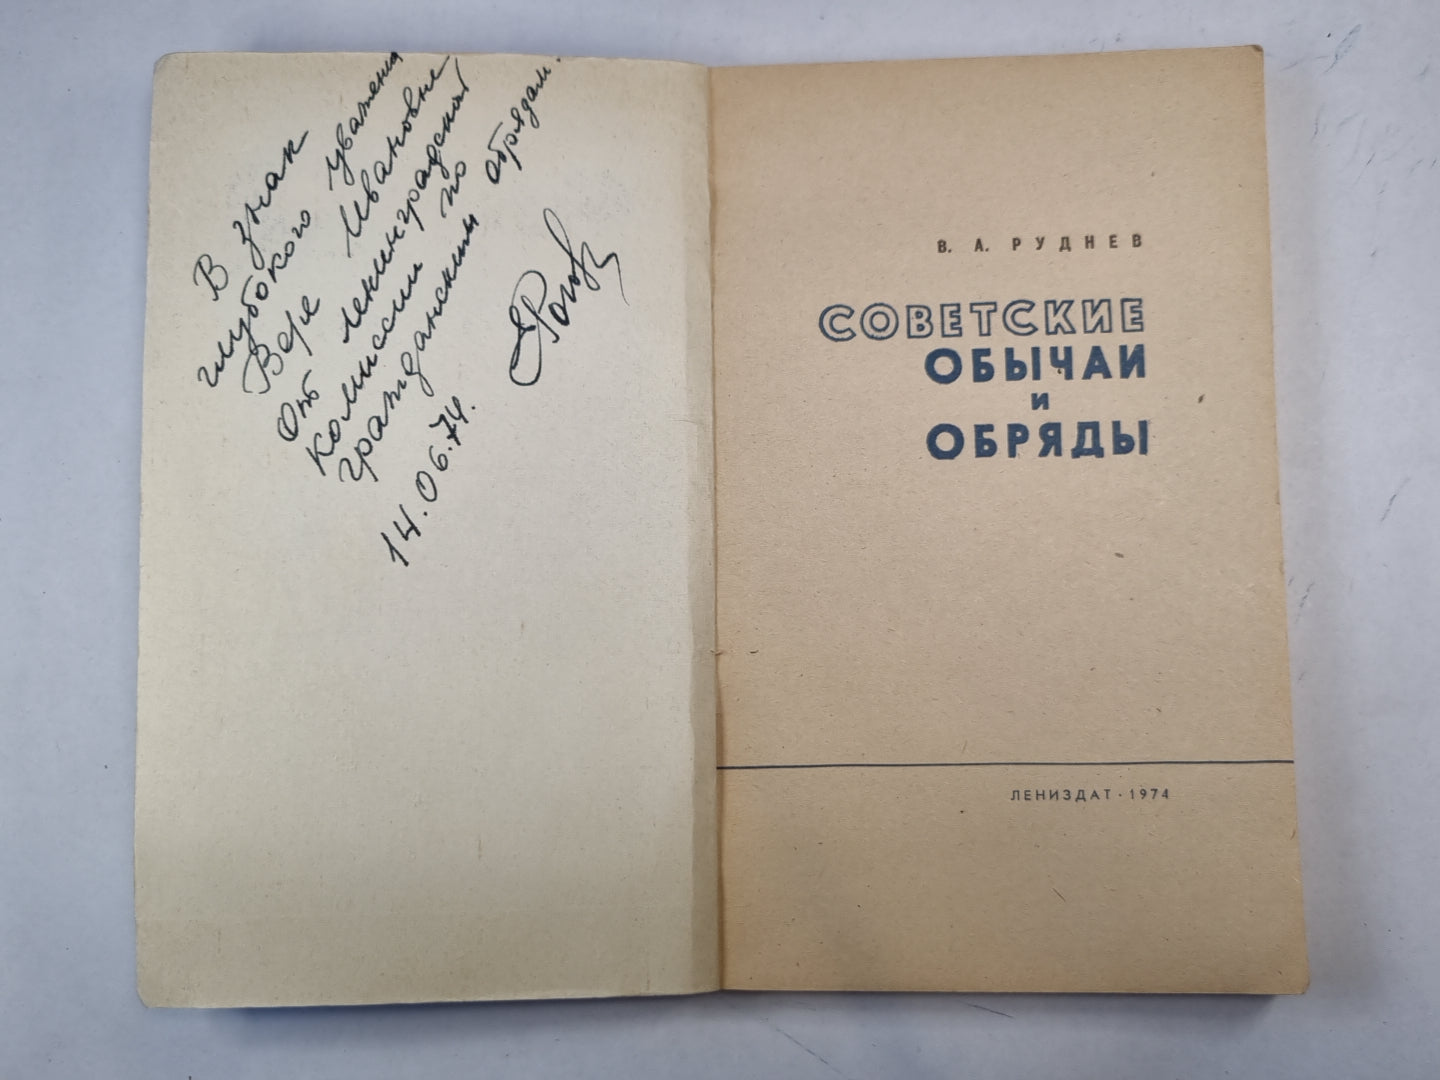 В знак
глубокого уважения
Вере Ивановне
От Ленинградской
комиссии по
гражданским обрядам.
14.06.74.
В. А. РУДНЕВ
СОВЕТСКИЕ
ОБЫЧАИ
И
ОБРЯДЫ
ЛЕНИЗДАТ · 1974